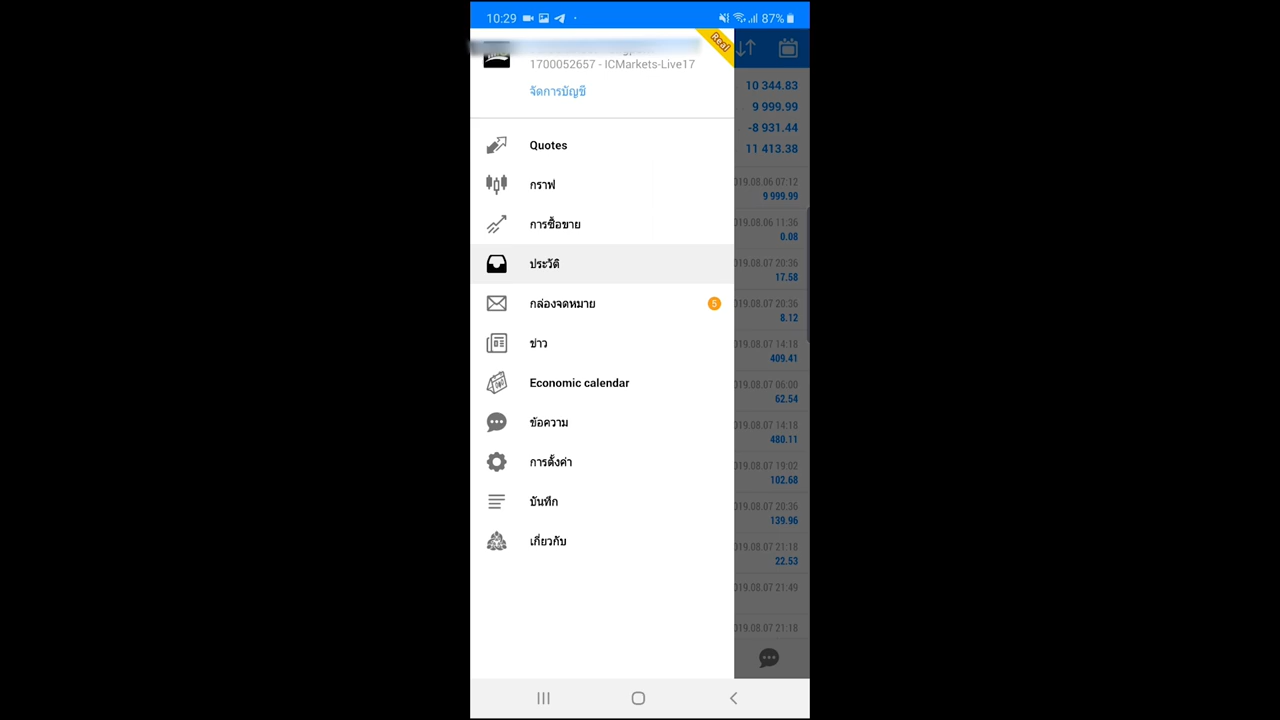 10:29
87%
Real
1700052657 - ICMarkets-Live17
จัดการบัญชี
Quotes
กราฟ
การซื้อขาย
ประวัติ
กล่องจดหมาย
5
ข่าว
Economic calendar
ข้อความ
การตั้งค่า
บันทึก
เกี่ยวกับ
10 344.83
9 999.99
-8 931.44
11 413.38
019.08.06 07:12
9 999.99
019.08.06 11:36
0.08
019.08.07 20:36
17.58
019.08.07 20:36
8.12
019.08.07 14:18
409.41
019.08.07 06:00
62.54
019.08.07 14:18
480.11
019.08.07 19:02
102.68
019.08.07 20:36
139.96
019.08.07 21:18
22.53
019.08.07 21:49
019.08.07 21:18